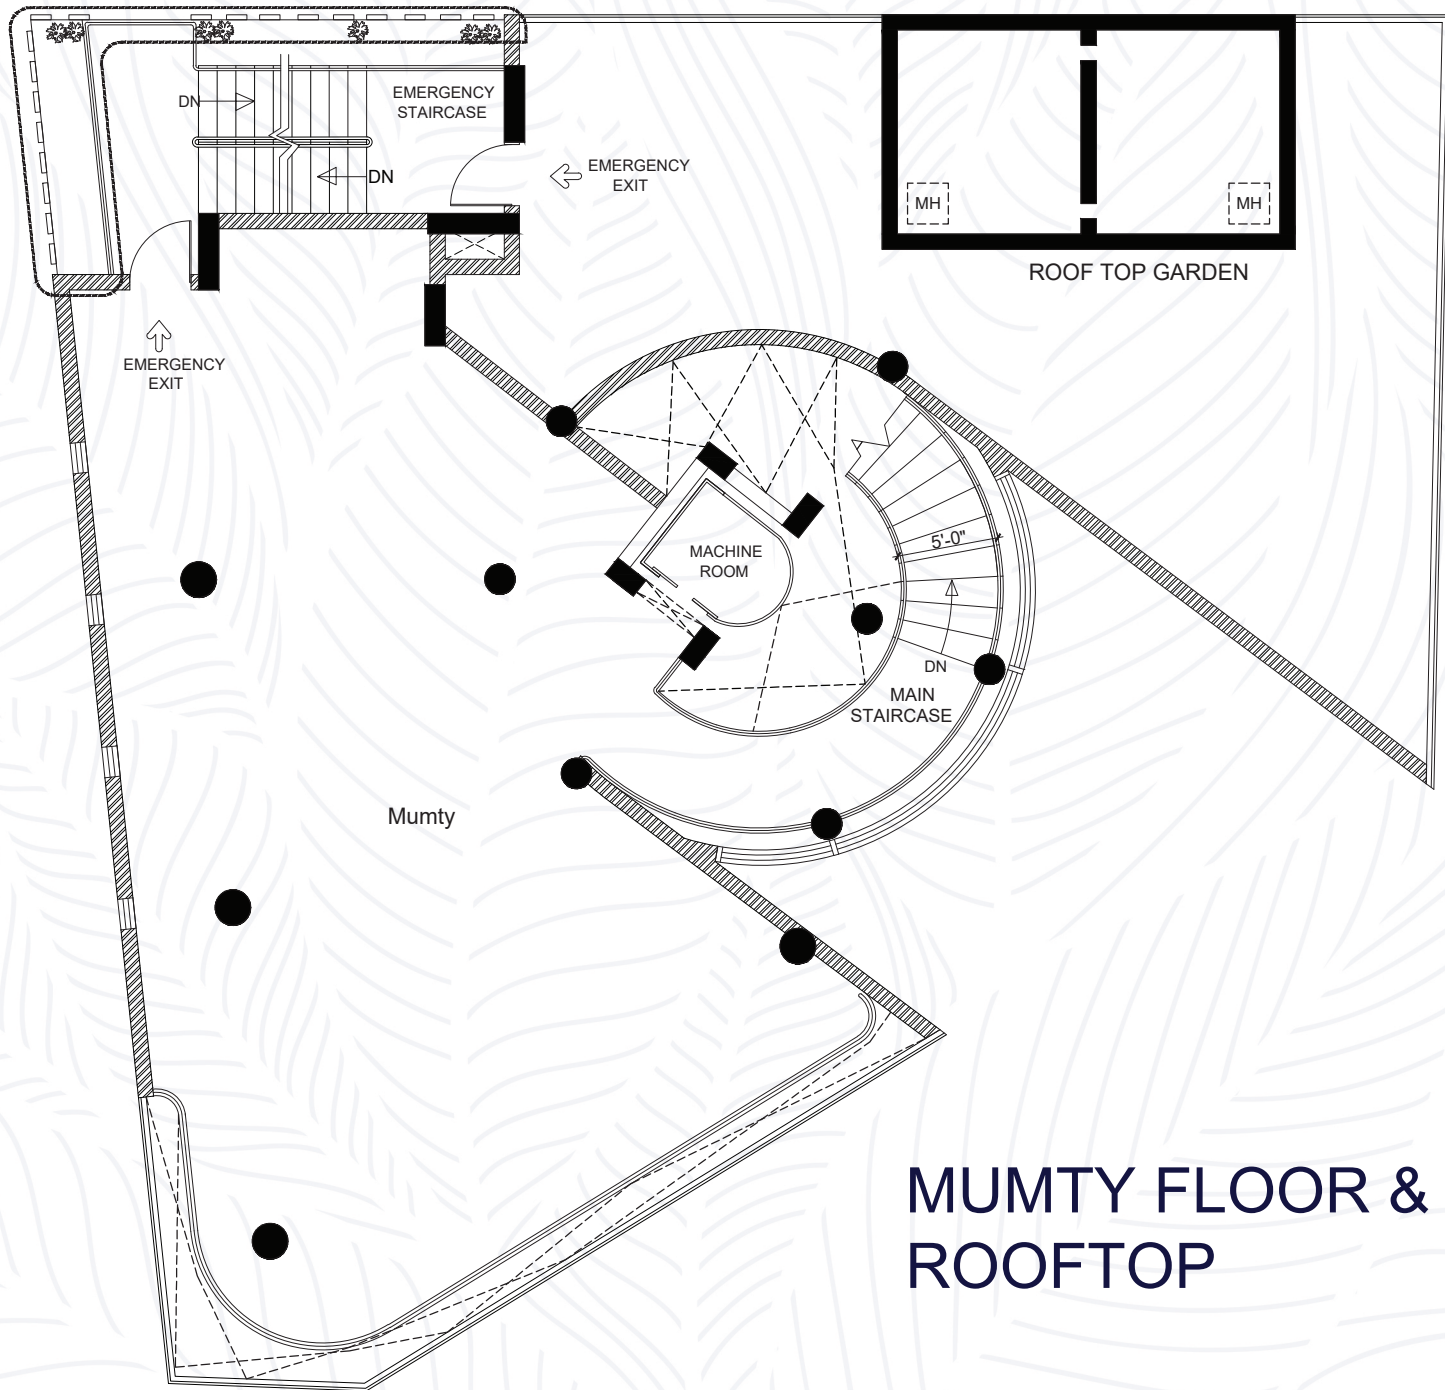 EMERGENCY
STAIRCASE
DN
DN
EMERGENCY
EXIT
MH
MH
ROOF TOP GARDEN
EMERGENCY
EXIT
MACHINE
ROOM
5'-0"
DN
MAIN
STAIRCASE
Mumty
MUMTY FLOOR &
ROOFTOP